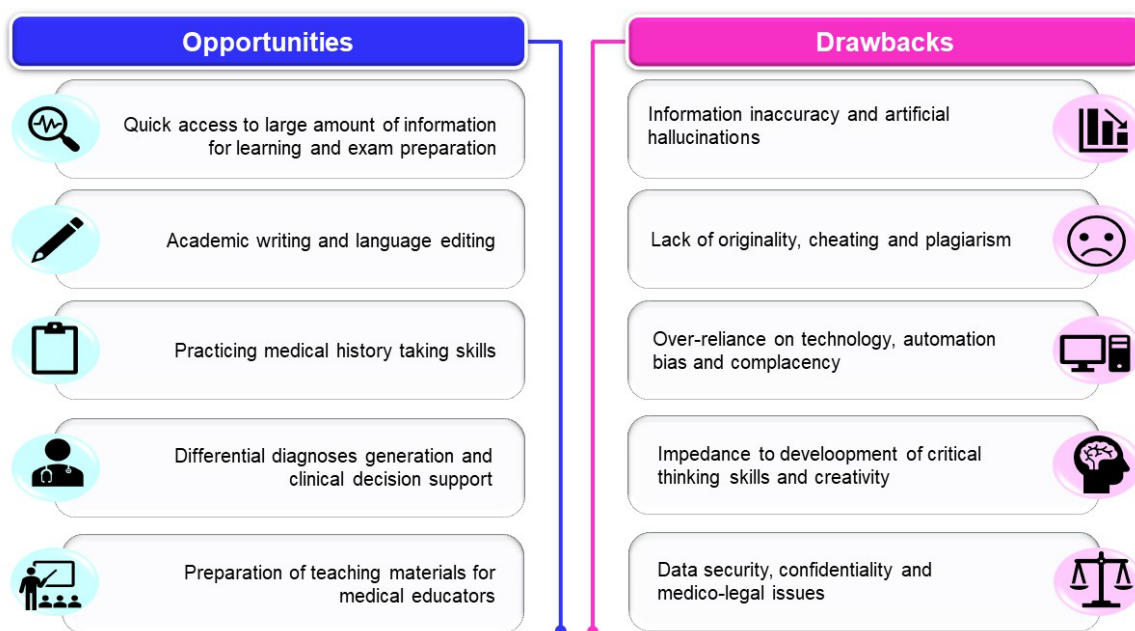 Opportunities
Quick access to large amount of information
for learning and exam preparation
Academic writing and language editing
Practicing medical history taking skills
Differential diagnoses generation and
clinical decision support
Preparation of teaching materials for
medical educators
Drawbacks
Information inaccuracy and artificial
hallucinations
Lack of originality, cheating and plagiarism
Over-reliance on technology, automation
bias and complacency
Impedance to develoopment of critical
thinking skills and creativity
Data security, confidentiality and
medico-legal issues